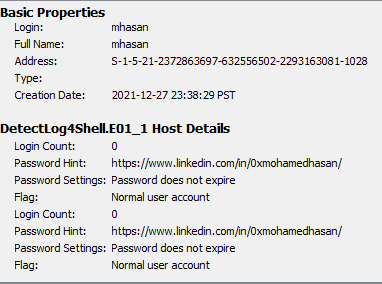 Basic Properties
Login: mhasan
Full Name: mhasan
Address: S-1-5-21-2372863697-632556502-2293163081-1028
Type:
Creation Date: 2021-12-27 23:38:29 PST
DetectLog4Shell.E01_1 Host Details
Login Count: 0
Password Hint: https://www.linkedin.com/in/0xmohamedhasan/
Password Settings: Password does not expire
Flag: Normal user account
Login Count: 0
Password Hint: https://www.linkedin.com/in/0xmohamedhasan/
Password Settings: Password does not expire
Flag: Normal user account